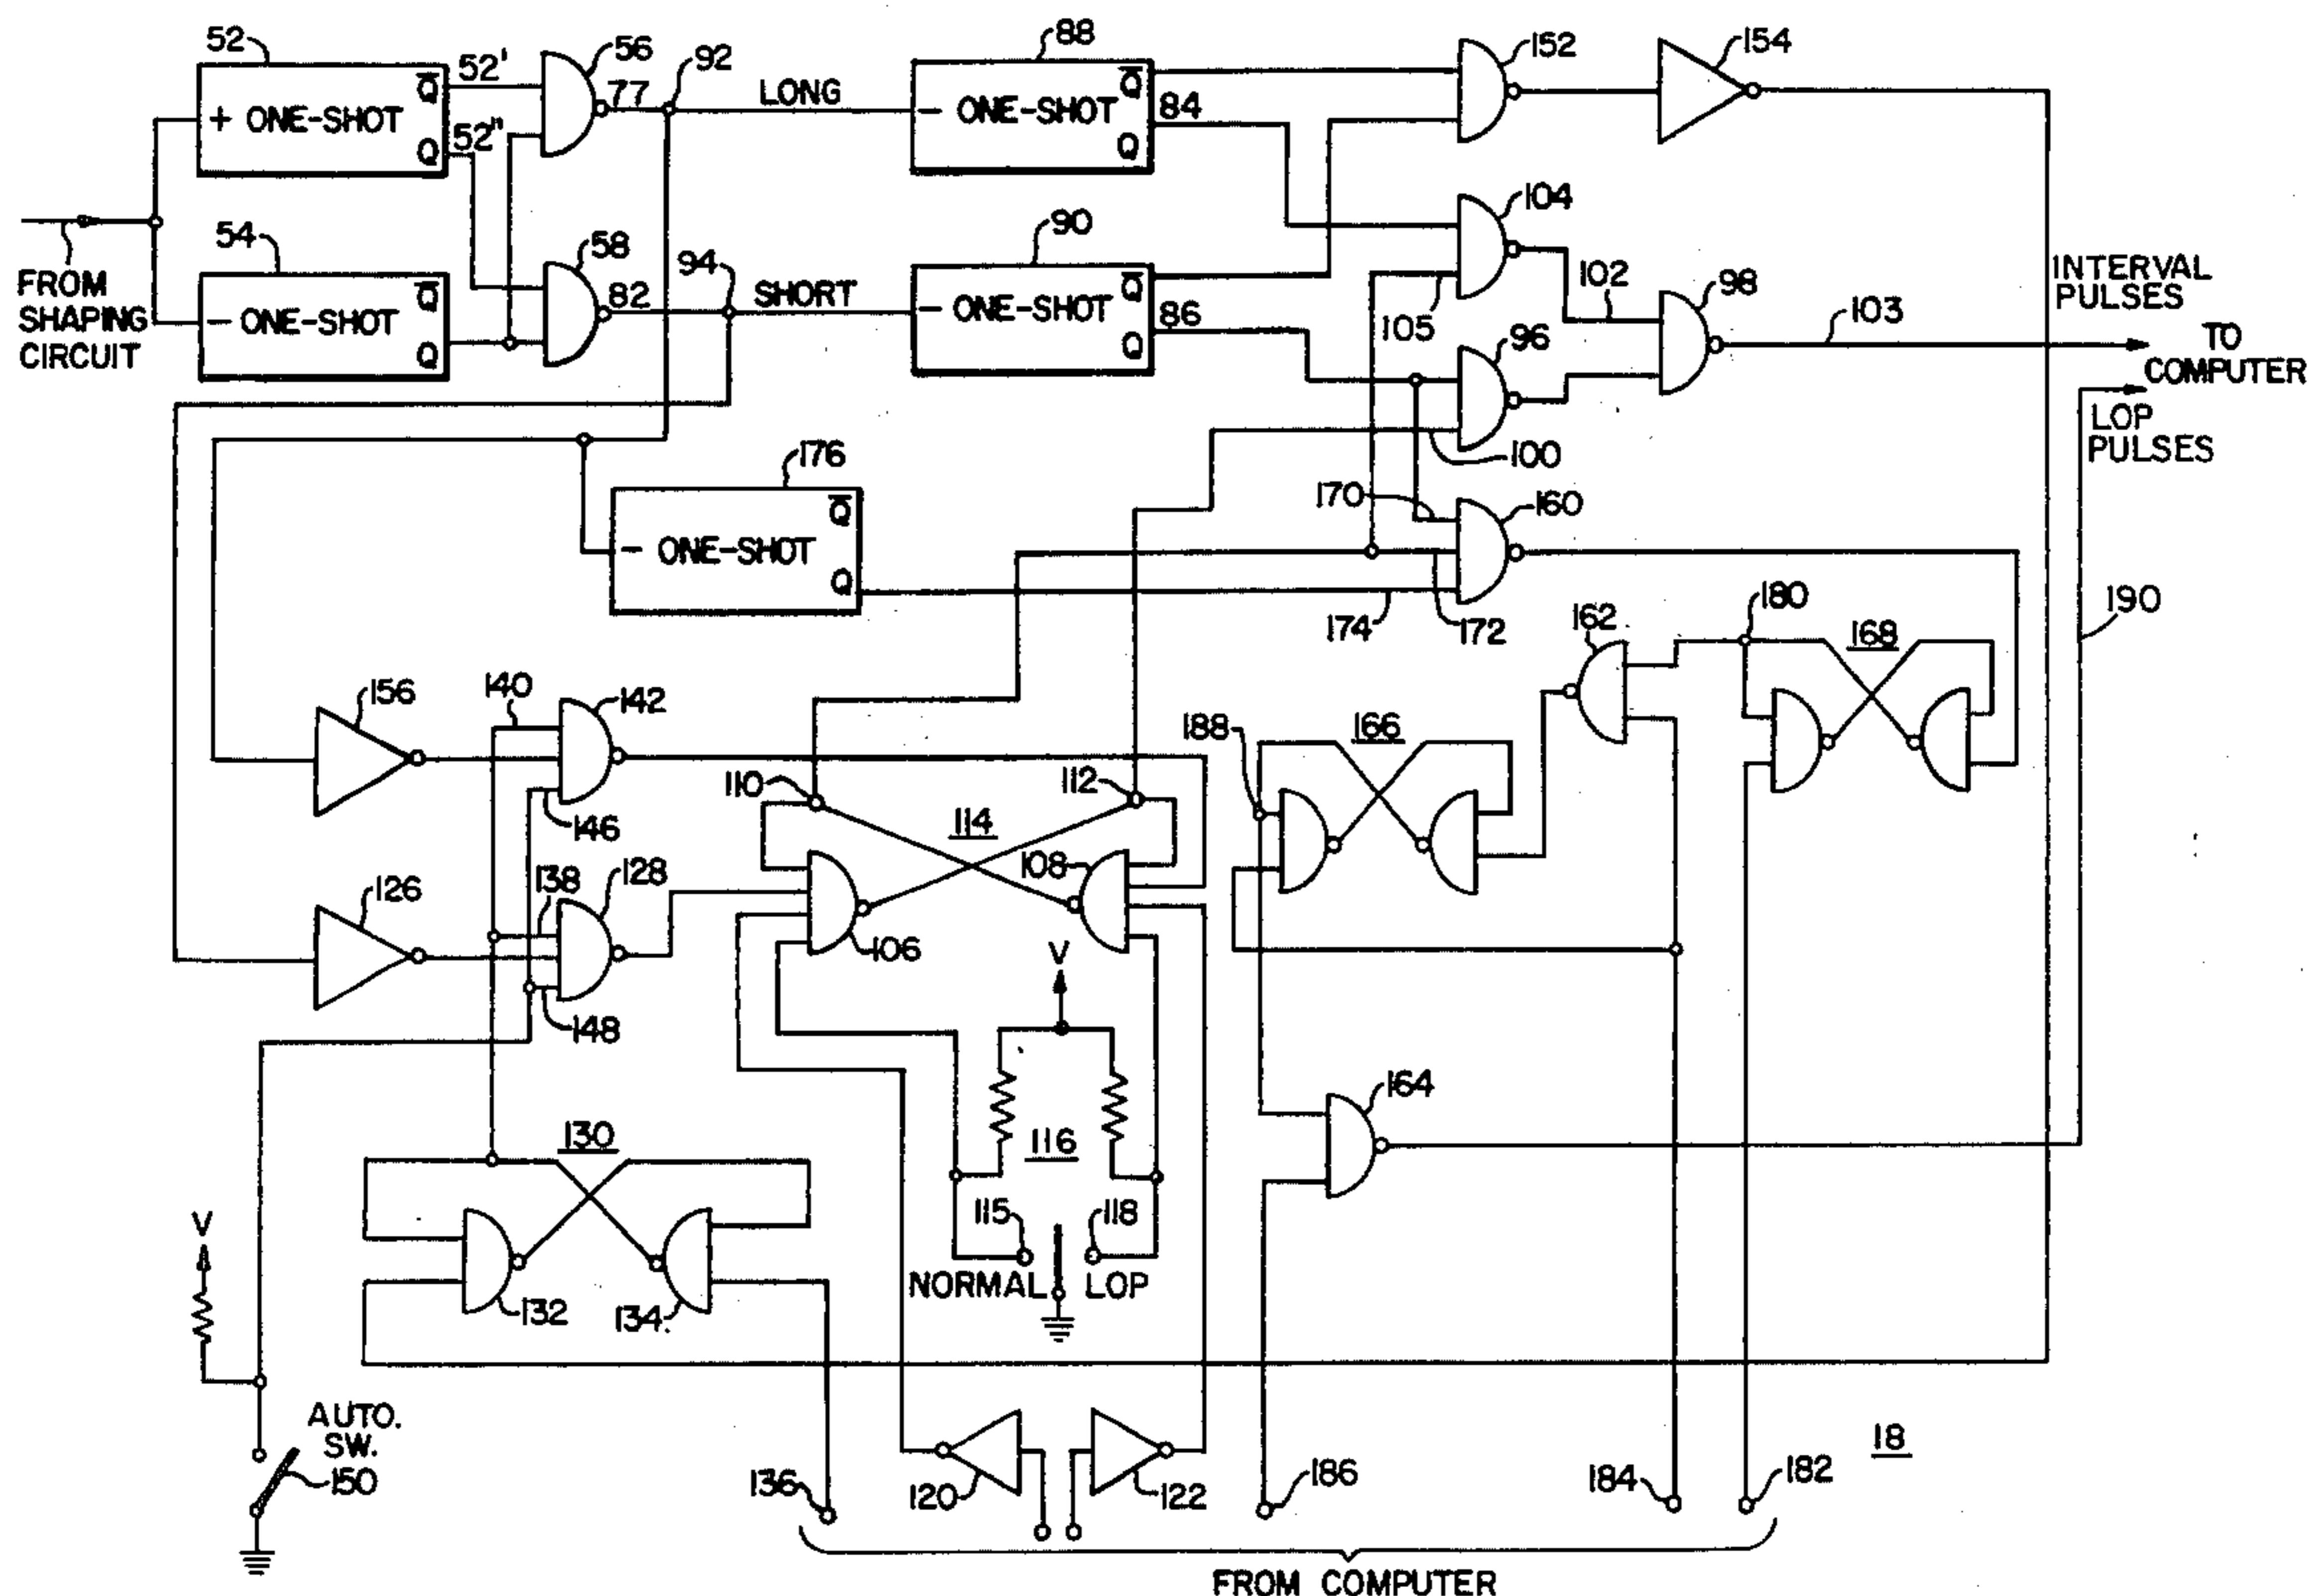 52
52'
56
77
92
LONG
88
152
154
+ ONE-SHOT
Q̅
Q
52"
- ONE-SHOT
Q̅
84
Q
104
FROM
SHAPING
CIRCUIT
54
58
82
94
SHORT
90
102
98
INTERVAL
PULSES
- ONE-SHOT
Q̅
Q
- ONE-SHOT
Q̅
86
Q
105
96
103
TO
COMPUTER
LOP
PULSES
100
176
170
160
- ONE-SHOT
Q̅
Q
174
172
162
180
168
190
156
140
142
146
110
112
114
188
166
126
138
128
148
106
108
V
130
116
164
115
118
NORMAL
LOP
132
134.
V
AUTO.
SW.
150
136
120
122
186
184
182
18
FROM COMPUTER